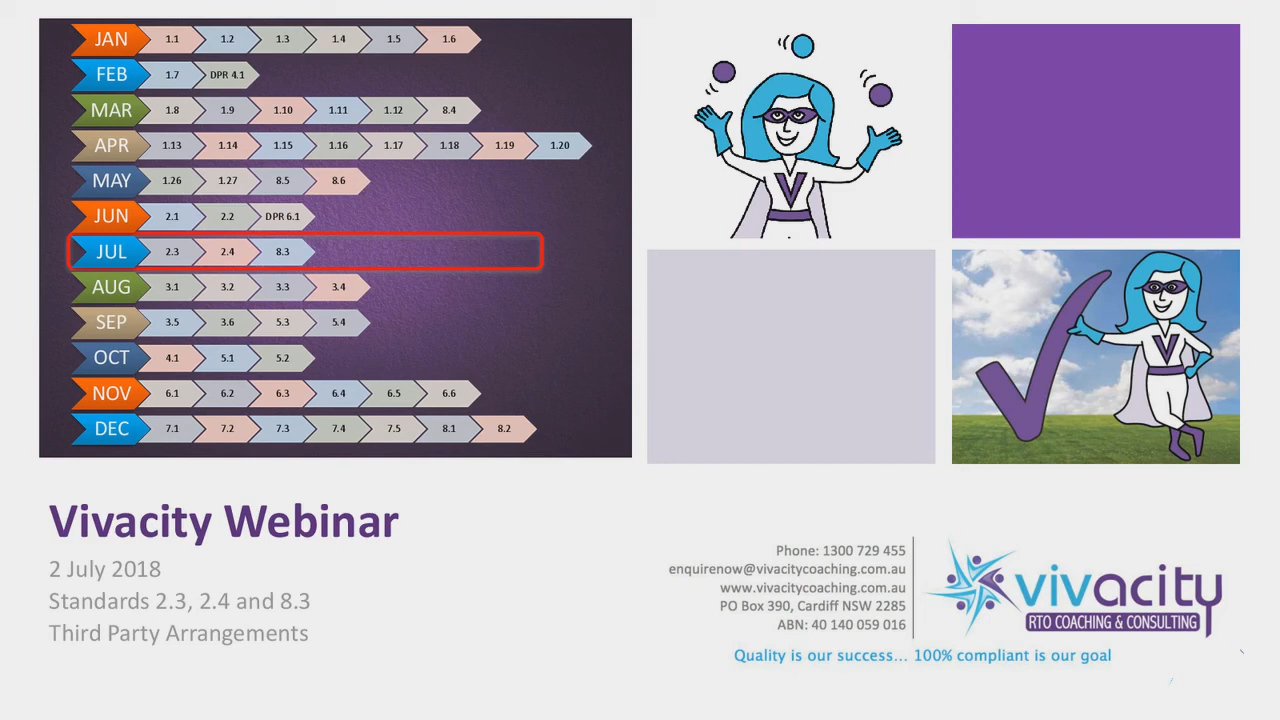 JAN 1.1 1.2 1.3 1.4 1.5 1.6
FEB 1.7 DPR 4.1
MAR 1.8 1.9 1.10 1.11 1.12 8.4
APR 1.13 1.14 1.15 1.16 1.17 1.18 1.19 1.20
MAY 1.26 1.27 8.5 8.6
JUN 2.1 2.2 DPR 6.1
JUL 2.3 2.4 8.3
AUG 3.1 3.2 3.3 3.4
SEP 3.5 3.6 5.3 5.4
OCT 4.1 5.1 5.2
NOV 6.1 6.2 6.3 6.4 6.5 6.6
DEC 7.1 7.2 7.3 7.4 7.5 8.1 8.2
V
V
Vivacity Webinar
2 July 2018
Standards 2.3, 2.4 and 8.3
Third Party Arrangements
Phone: 1300 729 455
enquirenow@vivacitycoaching.com.au
www.vivacitycoaching.com.au
PO Box 390, Cardiff NSW 2285
ABN: 40 140 059 016
vivacity
RTO COACHING & CONSULTING
Quality is our success... 100% compliant is our goal